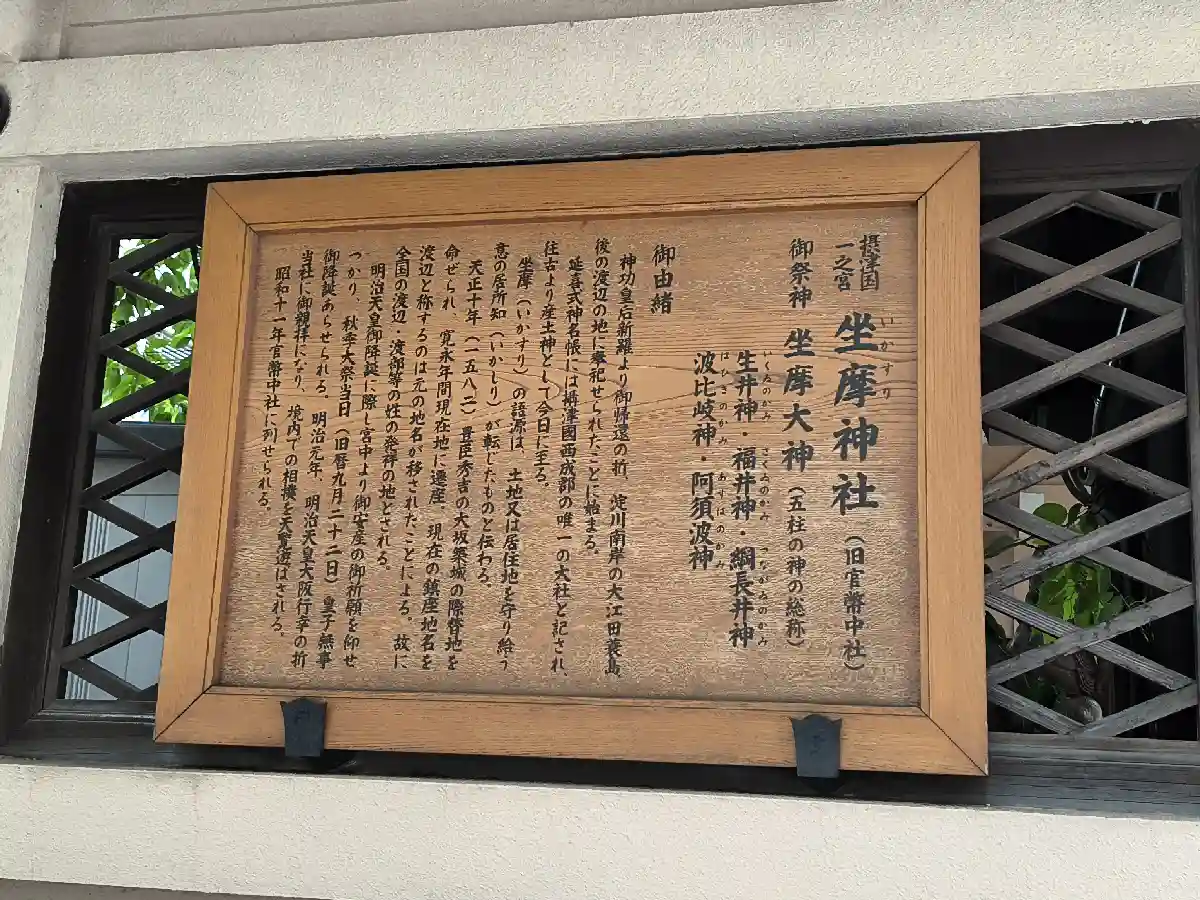 摂津国
一之宮
坐摩神社（旧官幣中社）
いかすり
御祭神 坐摩大神（五柱の神の総称）
いくゐのかみ さくゐのかみ つながゐのかみ
生井神・福井神・綱長井神
はひきのかみ あすはのかみ
波比岐神・阿須波神
御由緒
神功皇后新羅より御帰還の折、淀川南岸の大江田蓑島、
後の渡辺の地に奉祀せられたことに始まる。
延喜式神名帳には摂津國西成郡の唯一の大社と記され、
往古より産土神として今日に至る。
坐摩（いかすり）の語源は、土地又は居住地を守り給う
意の居所知（いかしり）が転じたものと伝わる。
天正十年（一五八二）豊臣秀吉の大坂築城の際替地を
命ぜられ、寛永年間現在地に遷座、現在の鎮座地名を
渡辺と称するのは元の地名が移されたことによる。故に
全国の渡辺・渡部等の姓の発祥の地とされる。
明治天皇御降誕に際し宮中より御安産の御祈願を仰せ
つかり、秋季大祭当日（旧暦九月二十二日）皇子無事
御降誕あらせられる。明治元年、明治天皇大阪行幸の折
当社に御親拝になり、境内での相撲を天覧遊ばされる。
昭和十一年官幣中社に列せられる。